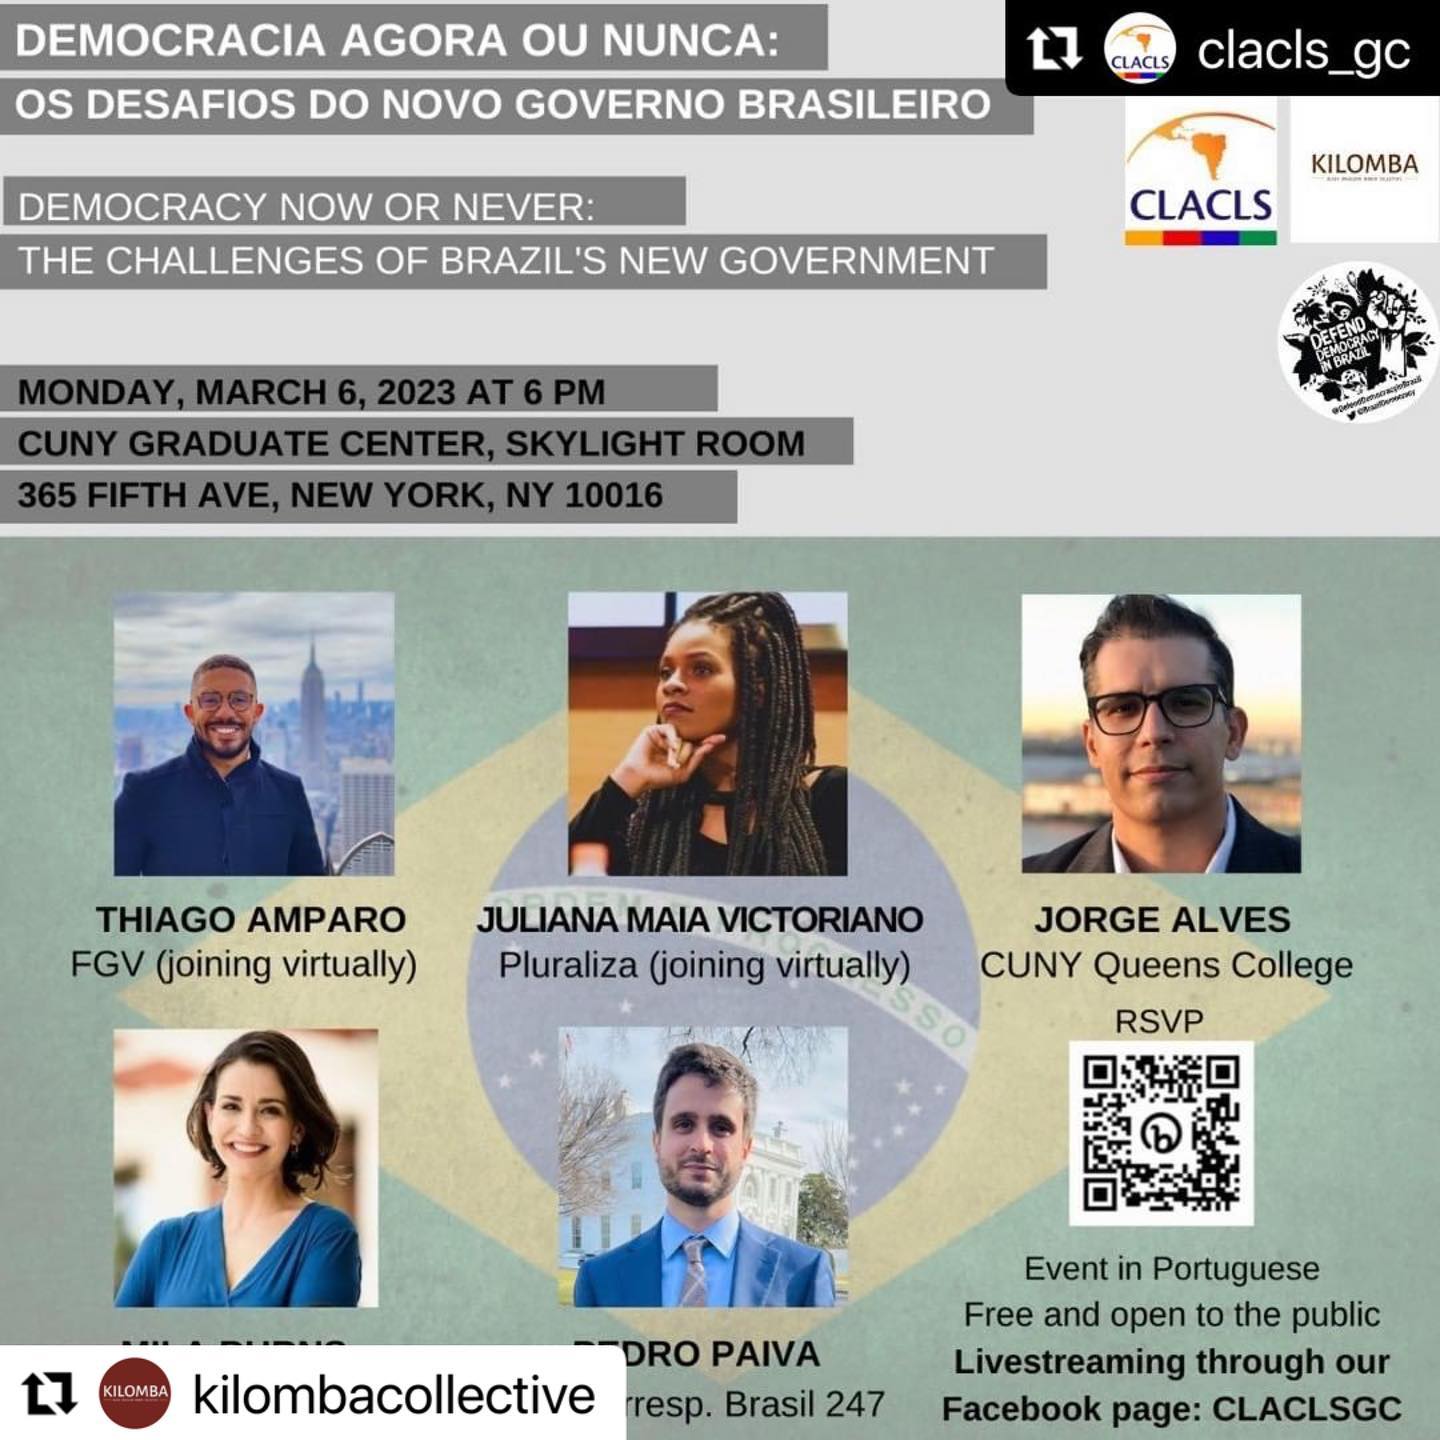 DEMOCRACIA AGORA OU NUNCA:
OS DESAFIOS DO NOVO GOVERNO BRASILEIRO
clacls_gc
CLACLS
CLACLS
KILOMBA
DEMOCRACY NOW OR NEVER:
THE CHALLENGES OF BRAZIL'S NEW GOVERNMENT
DEFEND
DEMOCRACY
IN BRAZIL
@DefendDemocracyInBrazil
@BrazilDemocracy
MONDAY, MARCH 6, 2023 AT 6 PM
CUNY GRADUATE CENTER, SKYLIGHT ROOM
365 FIFTH AVE, NEW YORK, NY 10016
THIAGO AMPARO
FGV (joining virtually)
JULIANA MAIA VICTORIANO
Pluraliza (joining virtually)
JORGE ALVES
CUNY Queens College
RSVP
Event in Portuguese
Free and open to the public
Livestreaming through our
Facebook page: CLACLSGC
PAIVA
Brasil 247
KILOMBA
kilombacollective